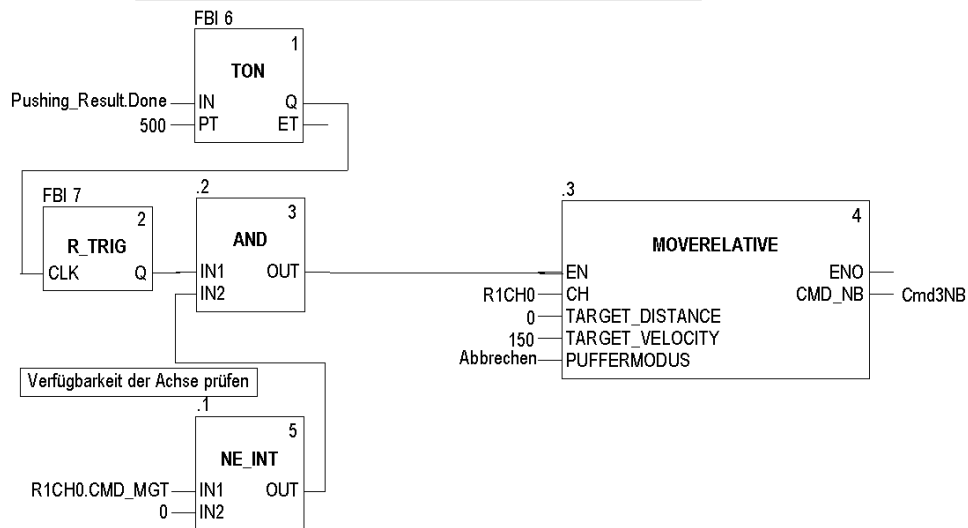 FBI 6
1
TON
Pushing_Result.Done IN Q
500 PT ET
FBI 7
2
R_TRIG
CLK Q
.2
3
AND
IN1 OUT
IN2
.3
4
MOVERELATIVE
EN ENO
R1CH0 CH CMD_NB Cmd3NB
0 TARGET_DISTANCE
150 TARGET_VELOCITY
Abbrechen PUFFERMODUS
Verfügbarkeit der Achse prüfen
.1
5
NE_INT
R1CH0.CMD_MGT IN1 OUT
0 IN2